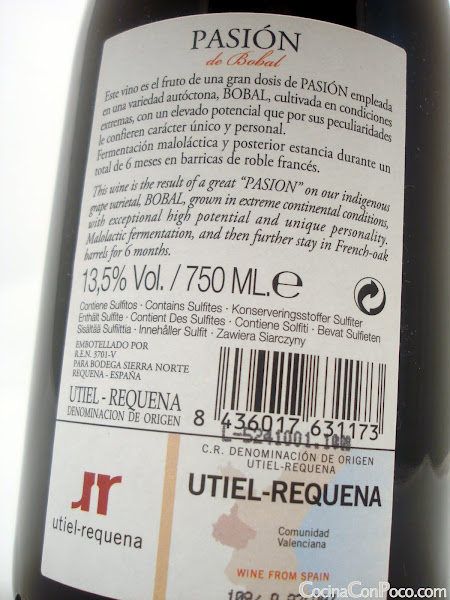 PASIÓN
de Bobal
Este vino es el fruto de una gran dosis de PASIÓN empleada
en una variedad autóctona, BOBAL, cultivada en condiciones
extremas, con un elevado potencial que por sus peculiaridades
le confieren carácter único y personal.
Fermentación maloláctica y posterior estancia durante un
total de 6 meses en barricas de roble francés.
This wine is the result of a great “PASION” on our indigenous
grape varietal, BOBAL, grown in extreme continental conditions,
with exceptional high potential and unique personality.
Malolactic fermentation, and then further stay in French-oak
barrels for 6 months.
13,5% Vol. / 750 ML.℮
Contiene Sulfitos · Contains Sulfites · Konserveringsstoffer Sulfiter
Enthält Sulfite · Contient Des Sulfites · Contiene Solfiti · Bevat Sulfieten
Sisältää Sulfiittia · Innehåller Sulfit · Zawiera Siarczyny
EMBOTELLADO POR
R.E.N. 3701-V
PARA BODEGA SIERRA NORTE
REQUENA - ESPAÑA
UTIEL - REQUENA
DENOMINACION DE ORIGEN
8 436017 631173
C.R. DENOMINACIÓN DE ORIGEN
UTIEL-REQUENA
UTIEL-REQUENA
utiel-requena
Comunidad
Valenciana
WINE FROM SPAIN
CocinaConPoco.com